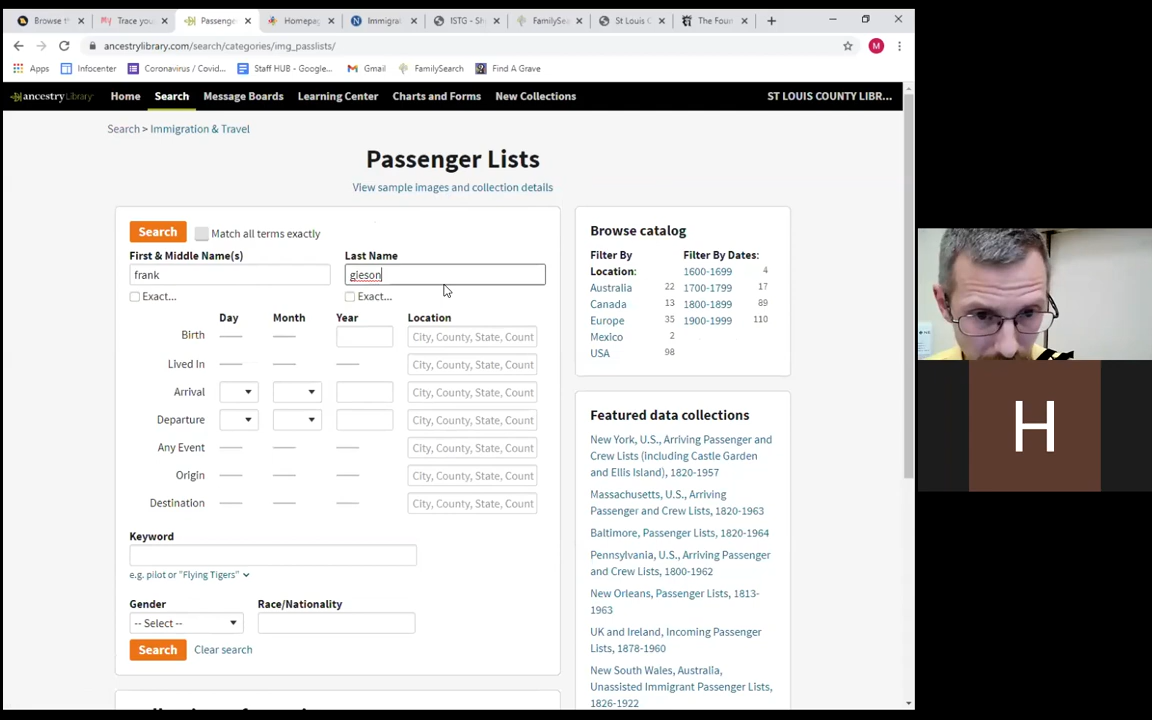 Browse th
Trace your
Passenger
Homepag
Immigrat
ISTG - Sh
FamilySea
St Louis C
The Foun
ancestrylibrary.com/search/categories/img_passlists/
M
Apps
Infocenter
Coronavirus / Covid...
Staff HUB - Google...
Gmail
FamilySearch
Find A Grave
ancestryLibrary
Home
Search
Message Boards
Learning Center
Charts and Forms
New Collections
ST LOUIS COUNTY LIBR...
Search > Immigration & Travel
Passenger Lists
View sample images and collection details
Search
Match all terms exactly
First & Middle Name(s)
Last Name
frank
gieson
Exact...
Exact...
Day
Month
Year
Location
Birth
City, County, State, Count
Lived In
City, County, State, Count
Arrival
City, County, State, Count
Departure
City, County, State, Count
Any Event
City, County, State, Count
Origin
City, County, State, Count
Destination
City, County, State, Count
Keyword
e.g. pilot or "Flying Tigers"
Gender
Race/Nationality
-- Select --
Search
Clear search
Browse catalog
Filter By
Location:
Australia 22
Canada 13
Europe 35
Mexico 2
USA 98
Filter By Dates:
1600-1699 4
1700-1799 17
1800-1899 89
1900-1999 110
Featured data collections
New York, U.S., Arriving Passenger and
Crew Lists (including Castle Garden
and Ellis Island), 1820-1957
Massachusetts, U.S., Arriving
Passenger and Crew Lists, 1820-1963
Baltimore, Passenger Lists, 1820-1964
Pennsylvania, U.S., Arriving Passenger
and Crew Lists, 1800-1962
New Orleans, Passenger Lists, 1813-
1963
UK and Ireland, Incoming Passenger
Lists, 1878-1960
New South Wales, Australia,
Unassisted Immigrant Passenger Lists,
1826-1922
H